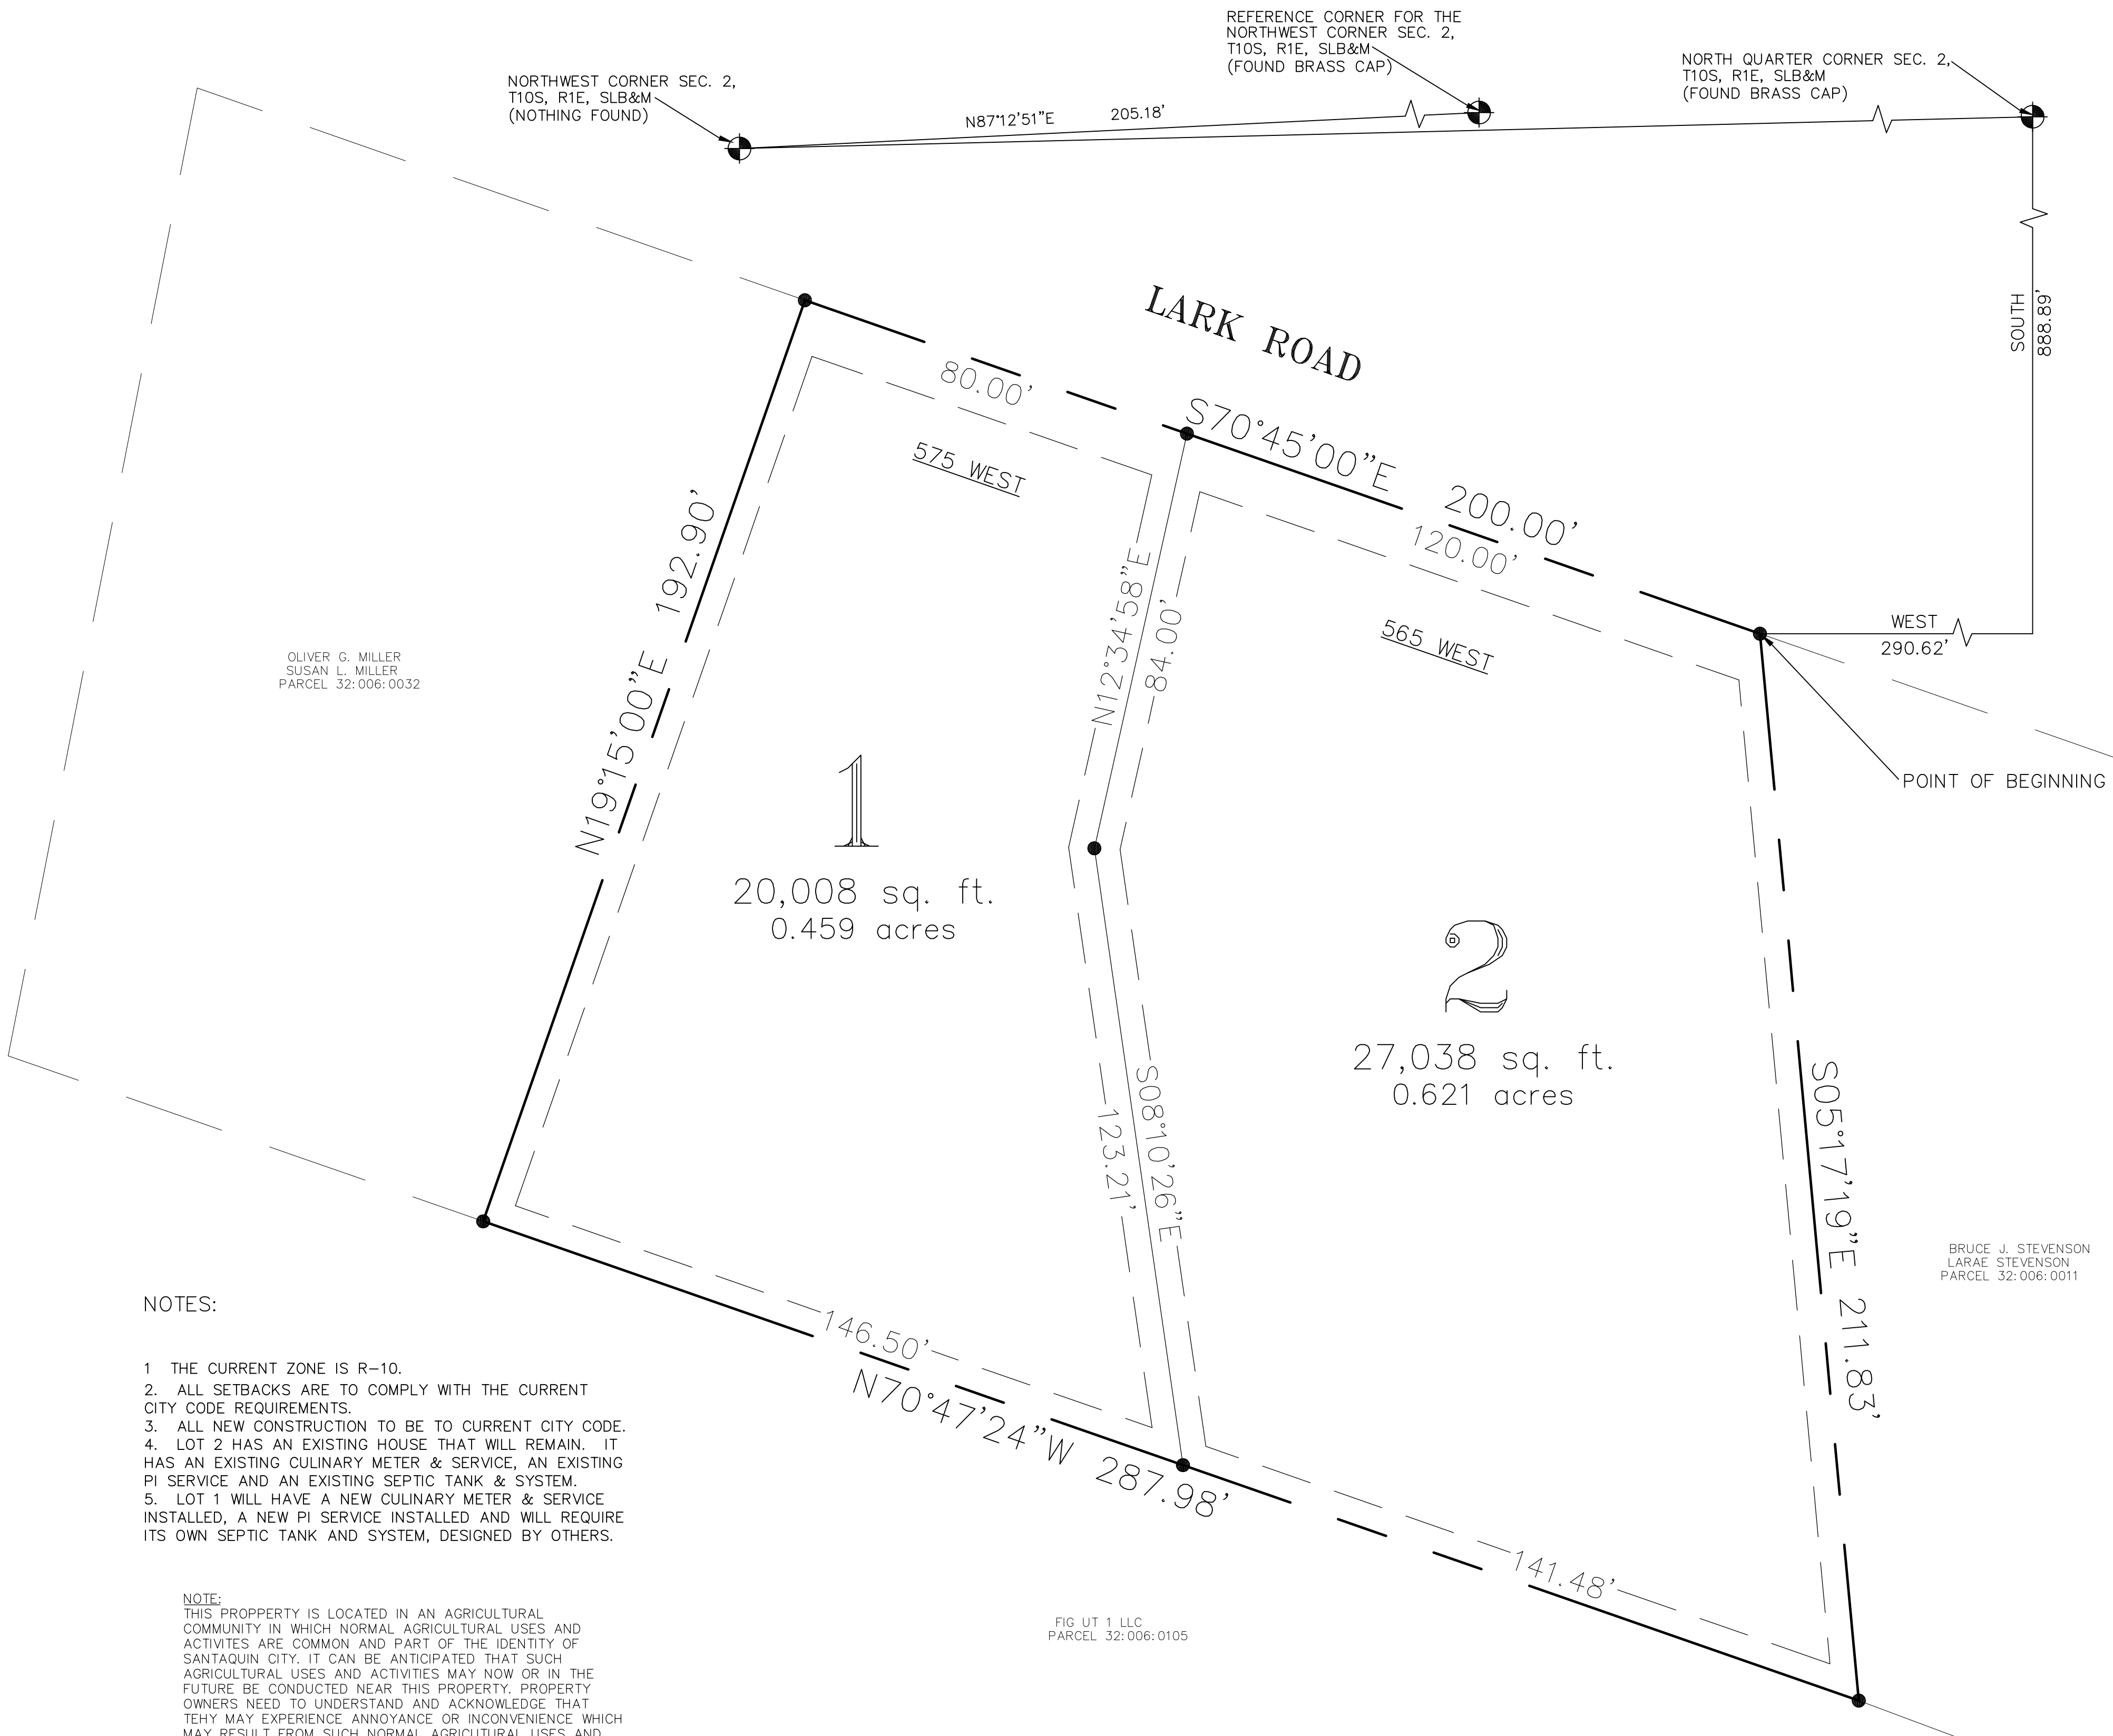 REFERENCE CORNER FOR THE
NORTHWEST CORNER SEC. 2,
T10S, R1E, SLB&M
(FOUND BRASS CAP)
NORTH QUARTER CORNER SEC. 2,
T10S, R1E, SLB&M
(FOUND BRASS CAP)
NORTHWEST CORNER SEC. 2,
T10S, R1E, SLB&M
(NOTHING FOUND)
N87°12'51"E 205.18'
SOUTH
888.89'
LARK ROAD
80.00'
S70°45'00"E 200.00'
575 WEST
120.00'
565 WEST
WEST
290.62'
N19°15'00"E 192.90'
N12°34'58"E
84.00'
OLIVER G. MILLER
SUSAN L. MILLER
PARCEL 32:006:0032
POINT OF BEGINNING
1
20,008 sq. ft.
0.459 acres
2
27,038 sq. ft.
0.621 acres
S08°10'26"E
123.21'
S05°17'19"E 211.83'
BRUCE J. STEVENSON
LARAE STEVENSON
PARCEL 32:006:0011
146.50'
N70°47'24"W 287.98'
141.48'
FIG UT 1 LLC
PARCEL 32:006:0105
NOTES:
1 THE CURRENT ZONE IS R-10.
2. ALL SETBACKS ARE TO COMPLY WITH THE CURRENT
CITY CODE REQUIREMENTS.
3. ALL NEW CONSTRUCTION TO BE TO CURRENT CITY CODE.
4. LOT 2 HAS AN EXISTING HOUSE THAT WILL REMAIN. IT
HAS AN EXISTING CULINARY METER & SERVICE, AN EXISTING
PI SERVICE AND AN EXISTING SEPTIC TANK & SYSTEM.
5. LOT 1 WILL HAVE A NEW CULINARY METER & SERVICE
INSTALLED, A NEW PI SERVICE INSTALLED AND WILL REQUIRE
ITS OWN SEPTIC TANK AND SYSTEM, DESIGNED BY OTHERS.
NOTE:
THIS PROPPERTY IS LOCATED IN AN AGRICULTURAL
COMMUNITY IN WHICH NORMAL AGRICULTURAL USES AND
ACTIVITES ARE COMMON AND PART OF THE IDENTITY OF
SANTAQUIN CITY. IT CAN BE ANTICIPATED THAT SUCH
AGRICULTURAL USES AND ACTIVITIES MAY NOW OR IN THE
FUTURE BE CONDUCTED NEAR THIS PROPERTY. PROPERTY
OWNERS NEED TO UNDERSTAND AND ACKNOWLEDGE THAT
TEHY MAY EXPERIENCE ANNOYANCE OR INCONVENIENCE WHICH
MAY RESULT FROM SUCH NORMAL AGRICUTURAL USES AND